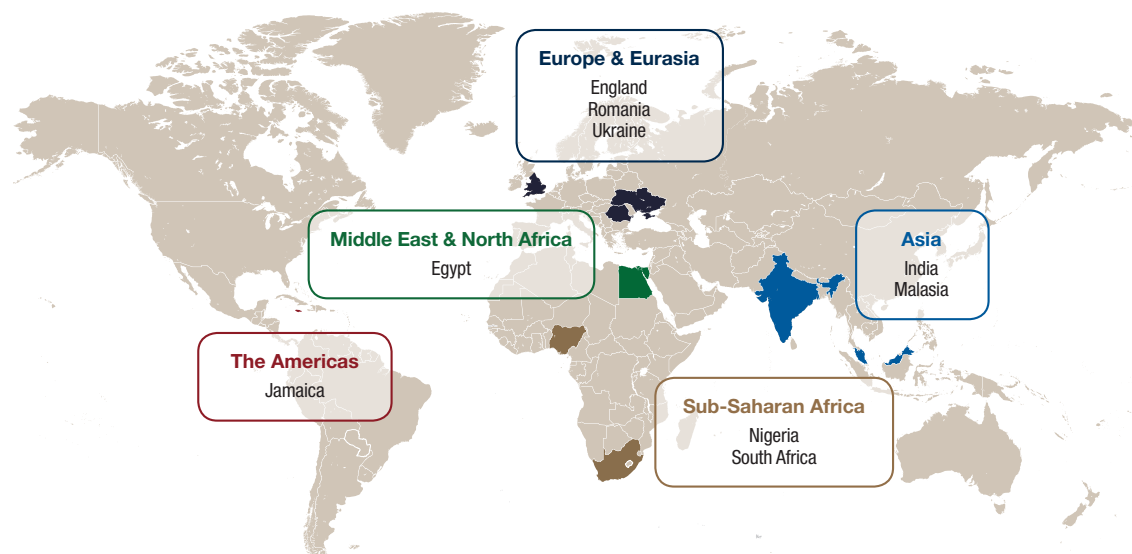 Europe & Eurasia
England
Romania
Ukraine
Middle East & North Africa
Egypt
Asia
India
Malasia
The Americas
Jamaica
Sub-Saharan Africa
Nigeria
South Africa